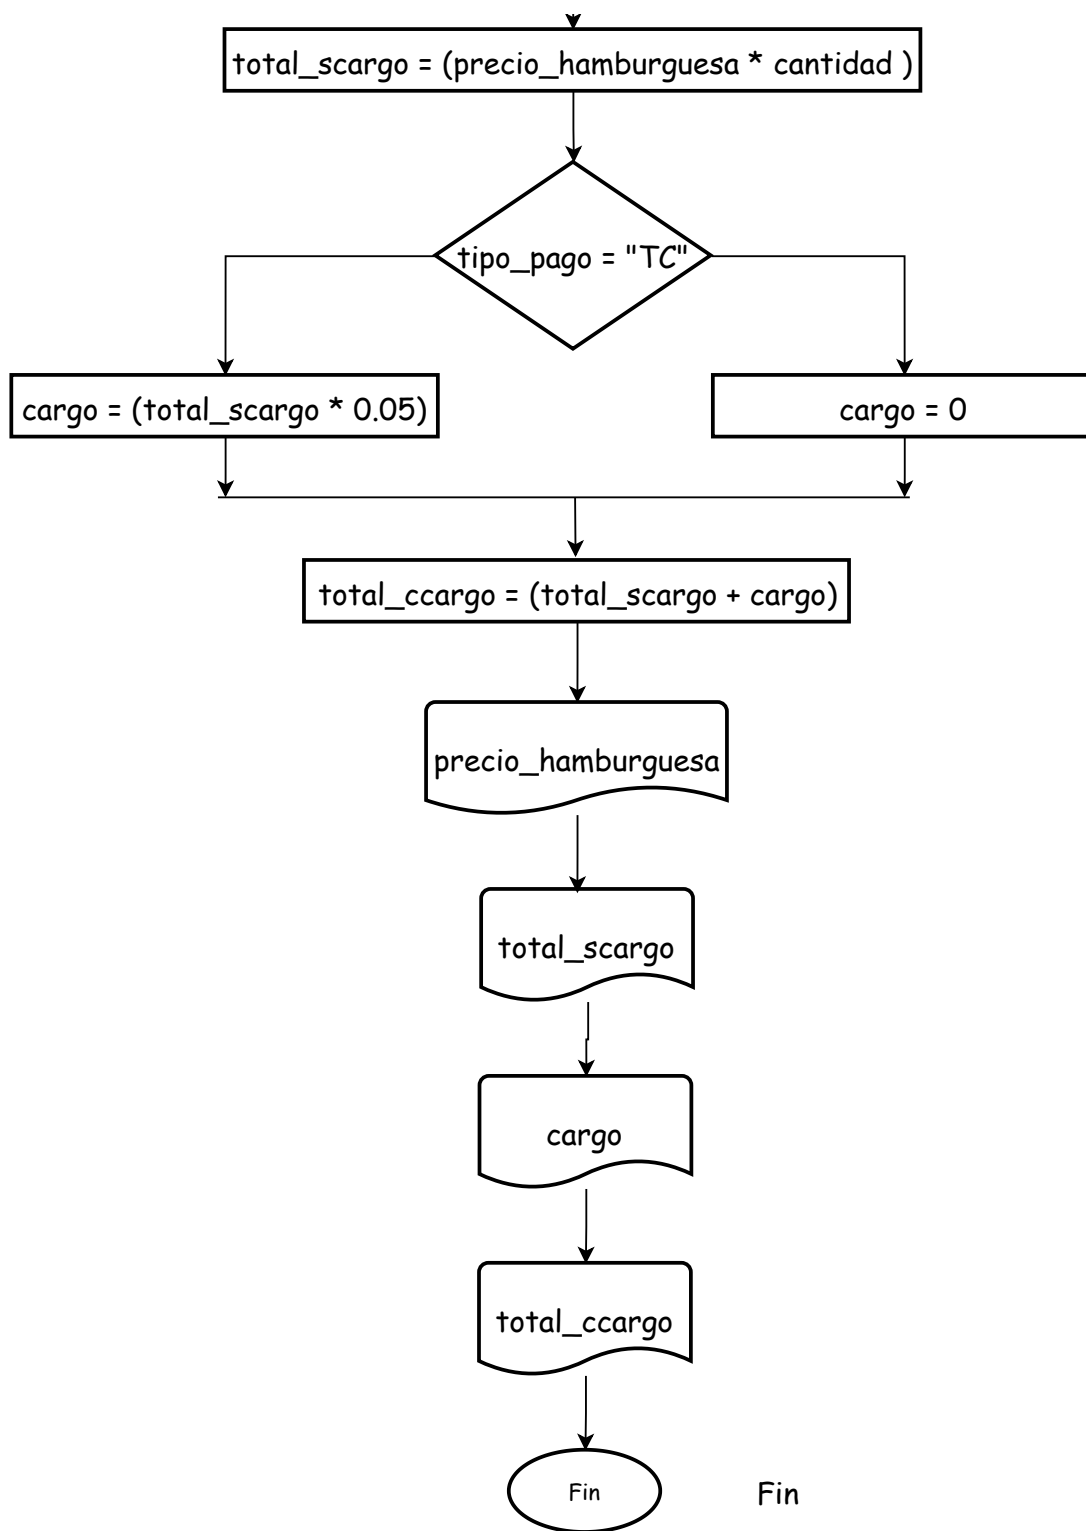 total_scargo = (precio_hamburguesa * cantidad )
tipo_pago = "TC"
cargo = (total_scargo * 0.05)
cargo = 0
total_ccargo = (total_scargo + cargo)
precio_hamburguesa
total_scargo
cargo
total_ccargo
Fin
Fin